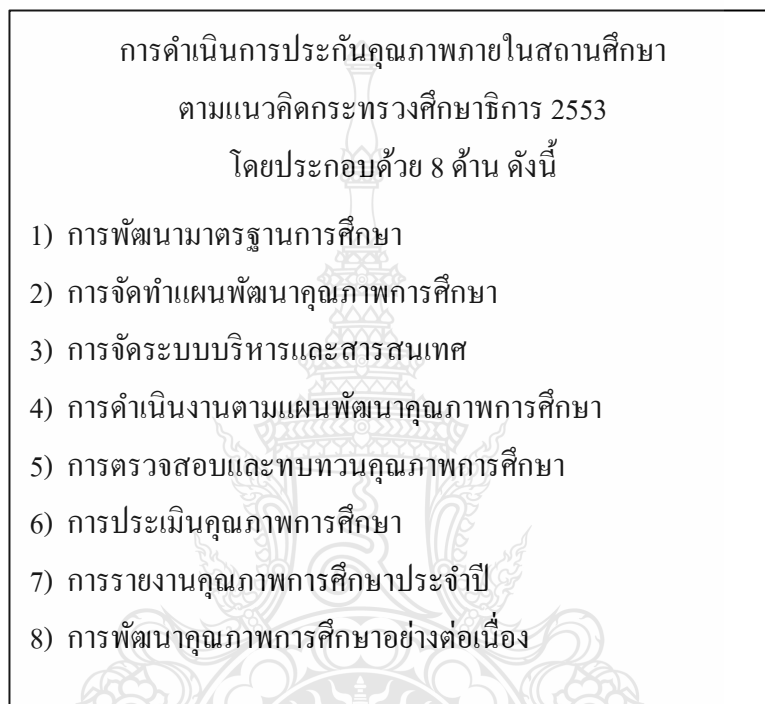 การดำเนินการประกันคุณภาพภายในสถานศึกษา
ตามแนวคิดกระทรวงศึกษาธิการ 2553
โดยประกอบด้วย 8 ด้าน ดังนี้
1) การพัฒนามาตรฐานการศึกษา
2) การจัดทำแผนพัฒนาคุณภาพการศึกษา
3) การจัดระบบบริหารและสารสนเทศ
4) การดำเนินงานตามแผนพัฒนาคุณภาพการศึกษา
5) การตรวจสอบและทบทวนคุณภาพการศึกษา
6) การประเมินคุณภาพการศึกษา
7) การรายงานคุณภาพการศึกษาประจำปี
8) การพัฒนาคุณภาพการศึกษาอย่างต่อเนื่อง